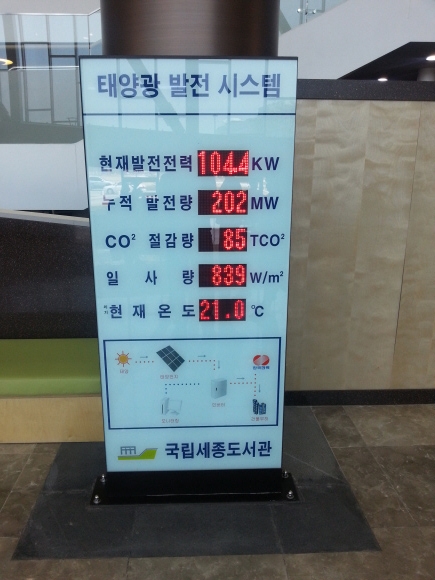 태양광 발전 시스템
현재발전전력 104.4 KW
누적 발전량 202 MW
CO² 절감량 85 TCO²
일 사 량 839 W/m²
현재온도 21.0 ℃
국립세종도서관